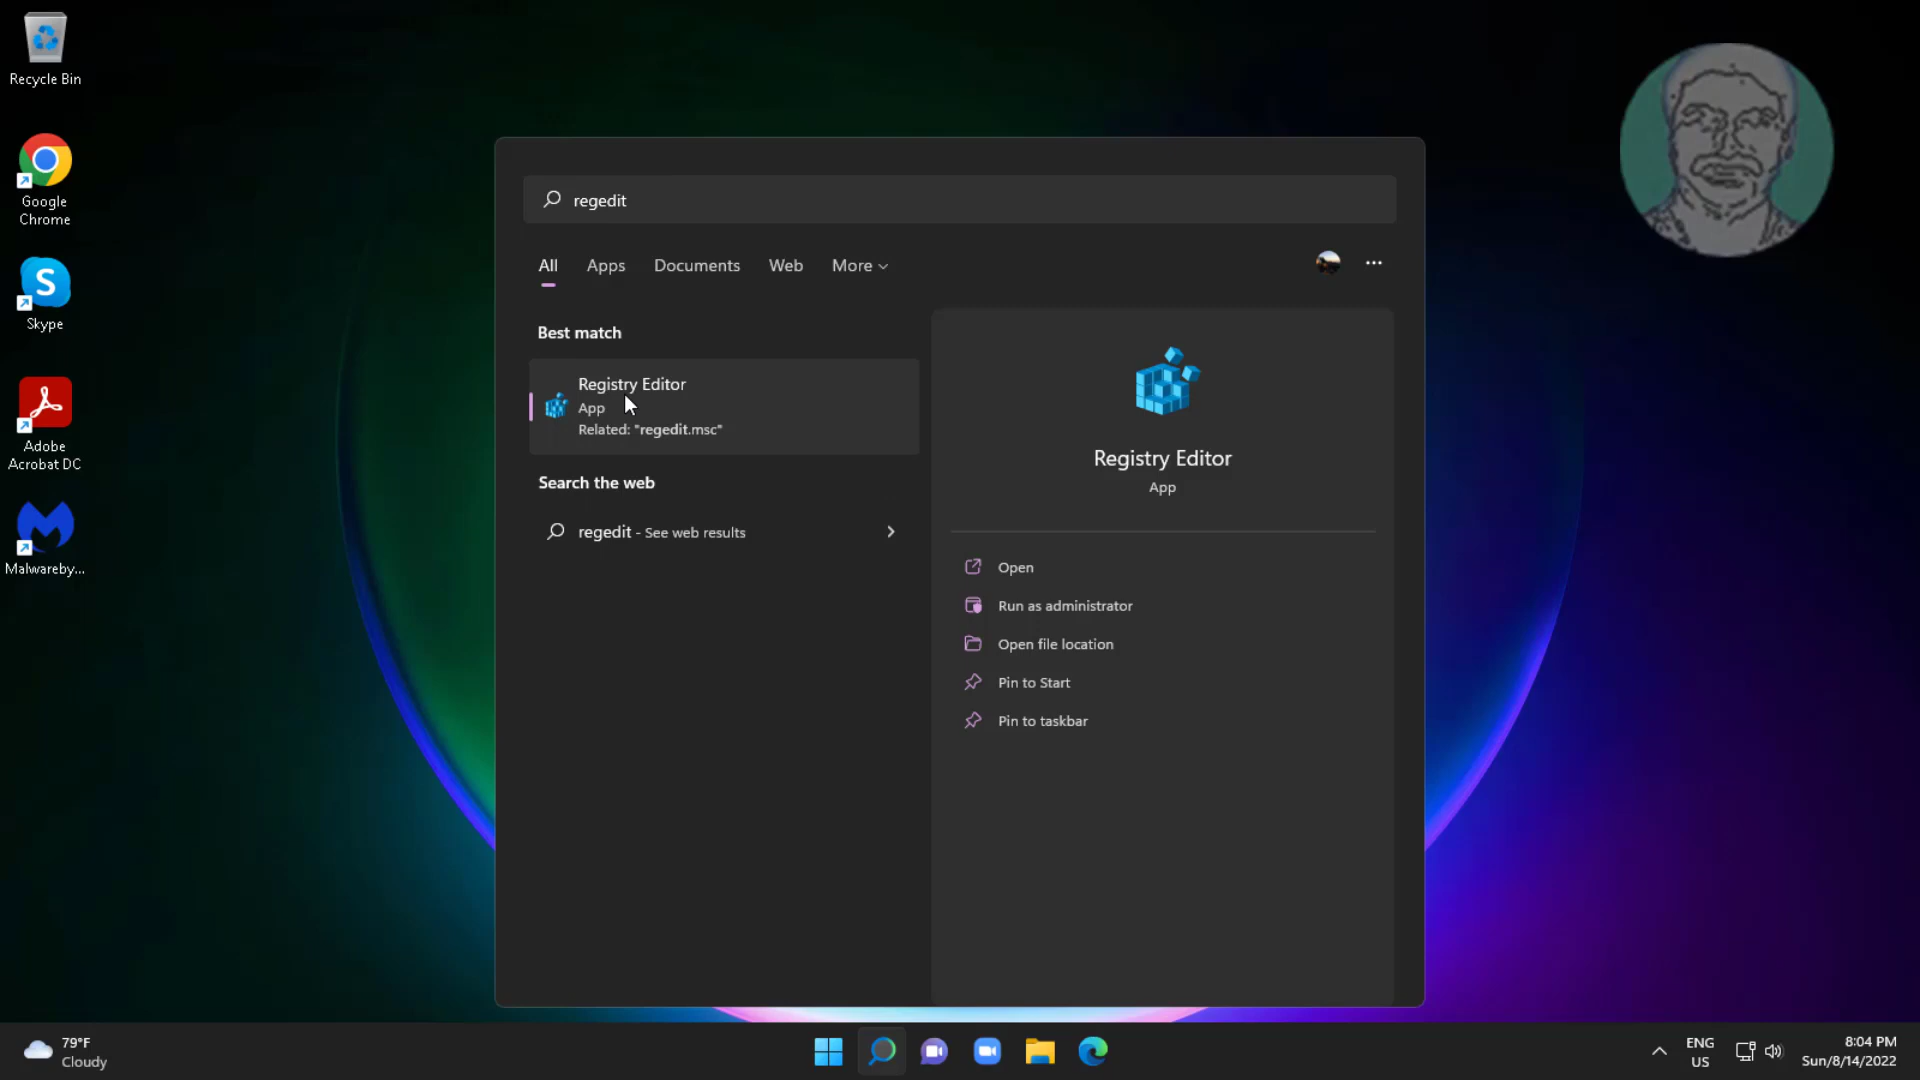 Recycle Bin
Google
Chrome
Skype
Adobe
Acrobat DC
Malwareby...
regedit
All
Apps
Documents
Web
More
Best match
Registry Editor
App
Related: "regedit.msc"
Search the web
regedit - See web results
Registry Editor
App
Open
Run as administrator
Open file location
Pin to Start
Pin to taskbar
79°F
Cloudy
ENG
US
8:04 PM
Sun/8/14/2022